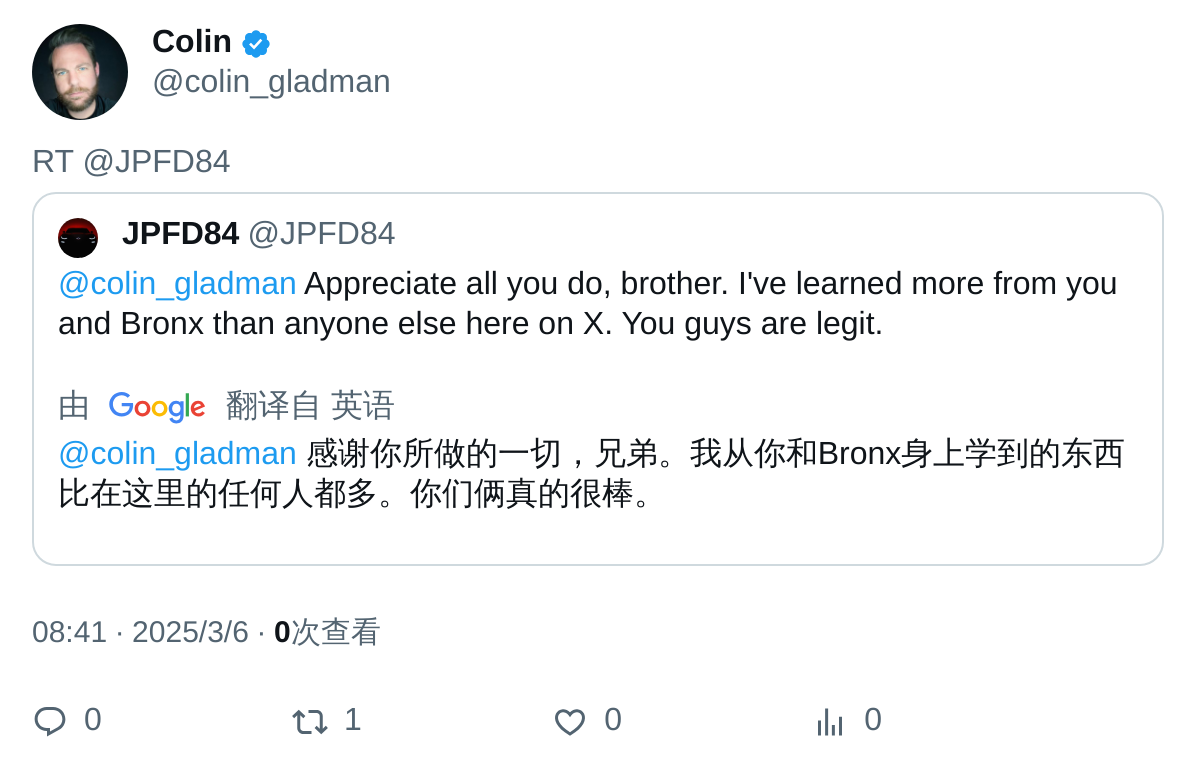 Colin
@colin_gladman
RT @JPFD84
JPFD84 @JPFD84
@colin_gladman Appreciate all you do, brother. I've learned more from you
and Bronx than anyone else here on X. You guys are legit.
由 Google 翻译自 英语
@colin_gladman 感谢你所做的一切，兄弟。我从你和Bronx身上学到的东西
比在这里的任何人都多。你们俩真的很棒。
08:41 · 2025/3/6 · 0次查看
0 1 0 0